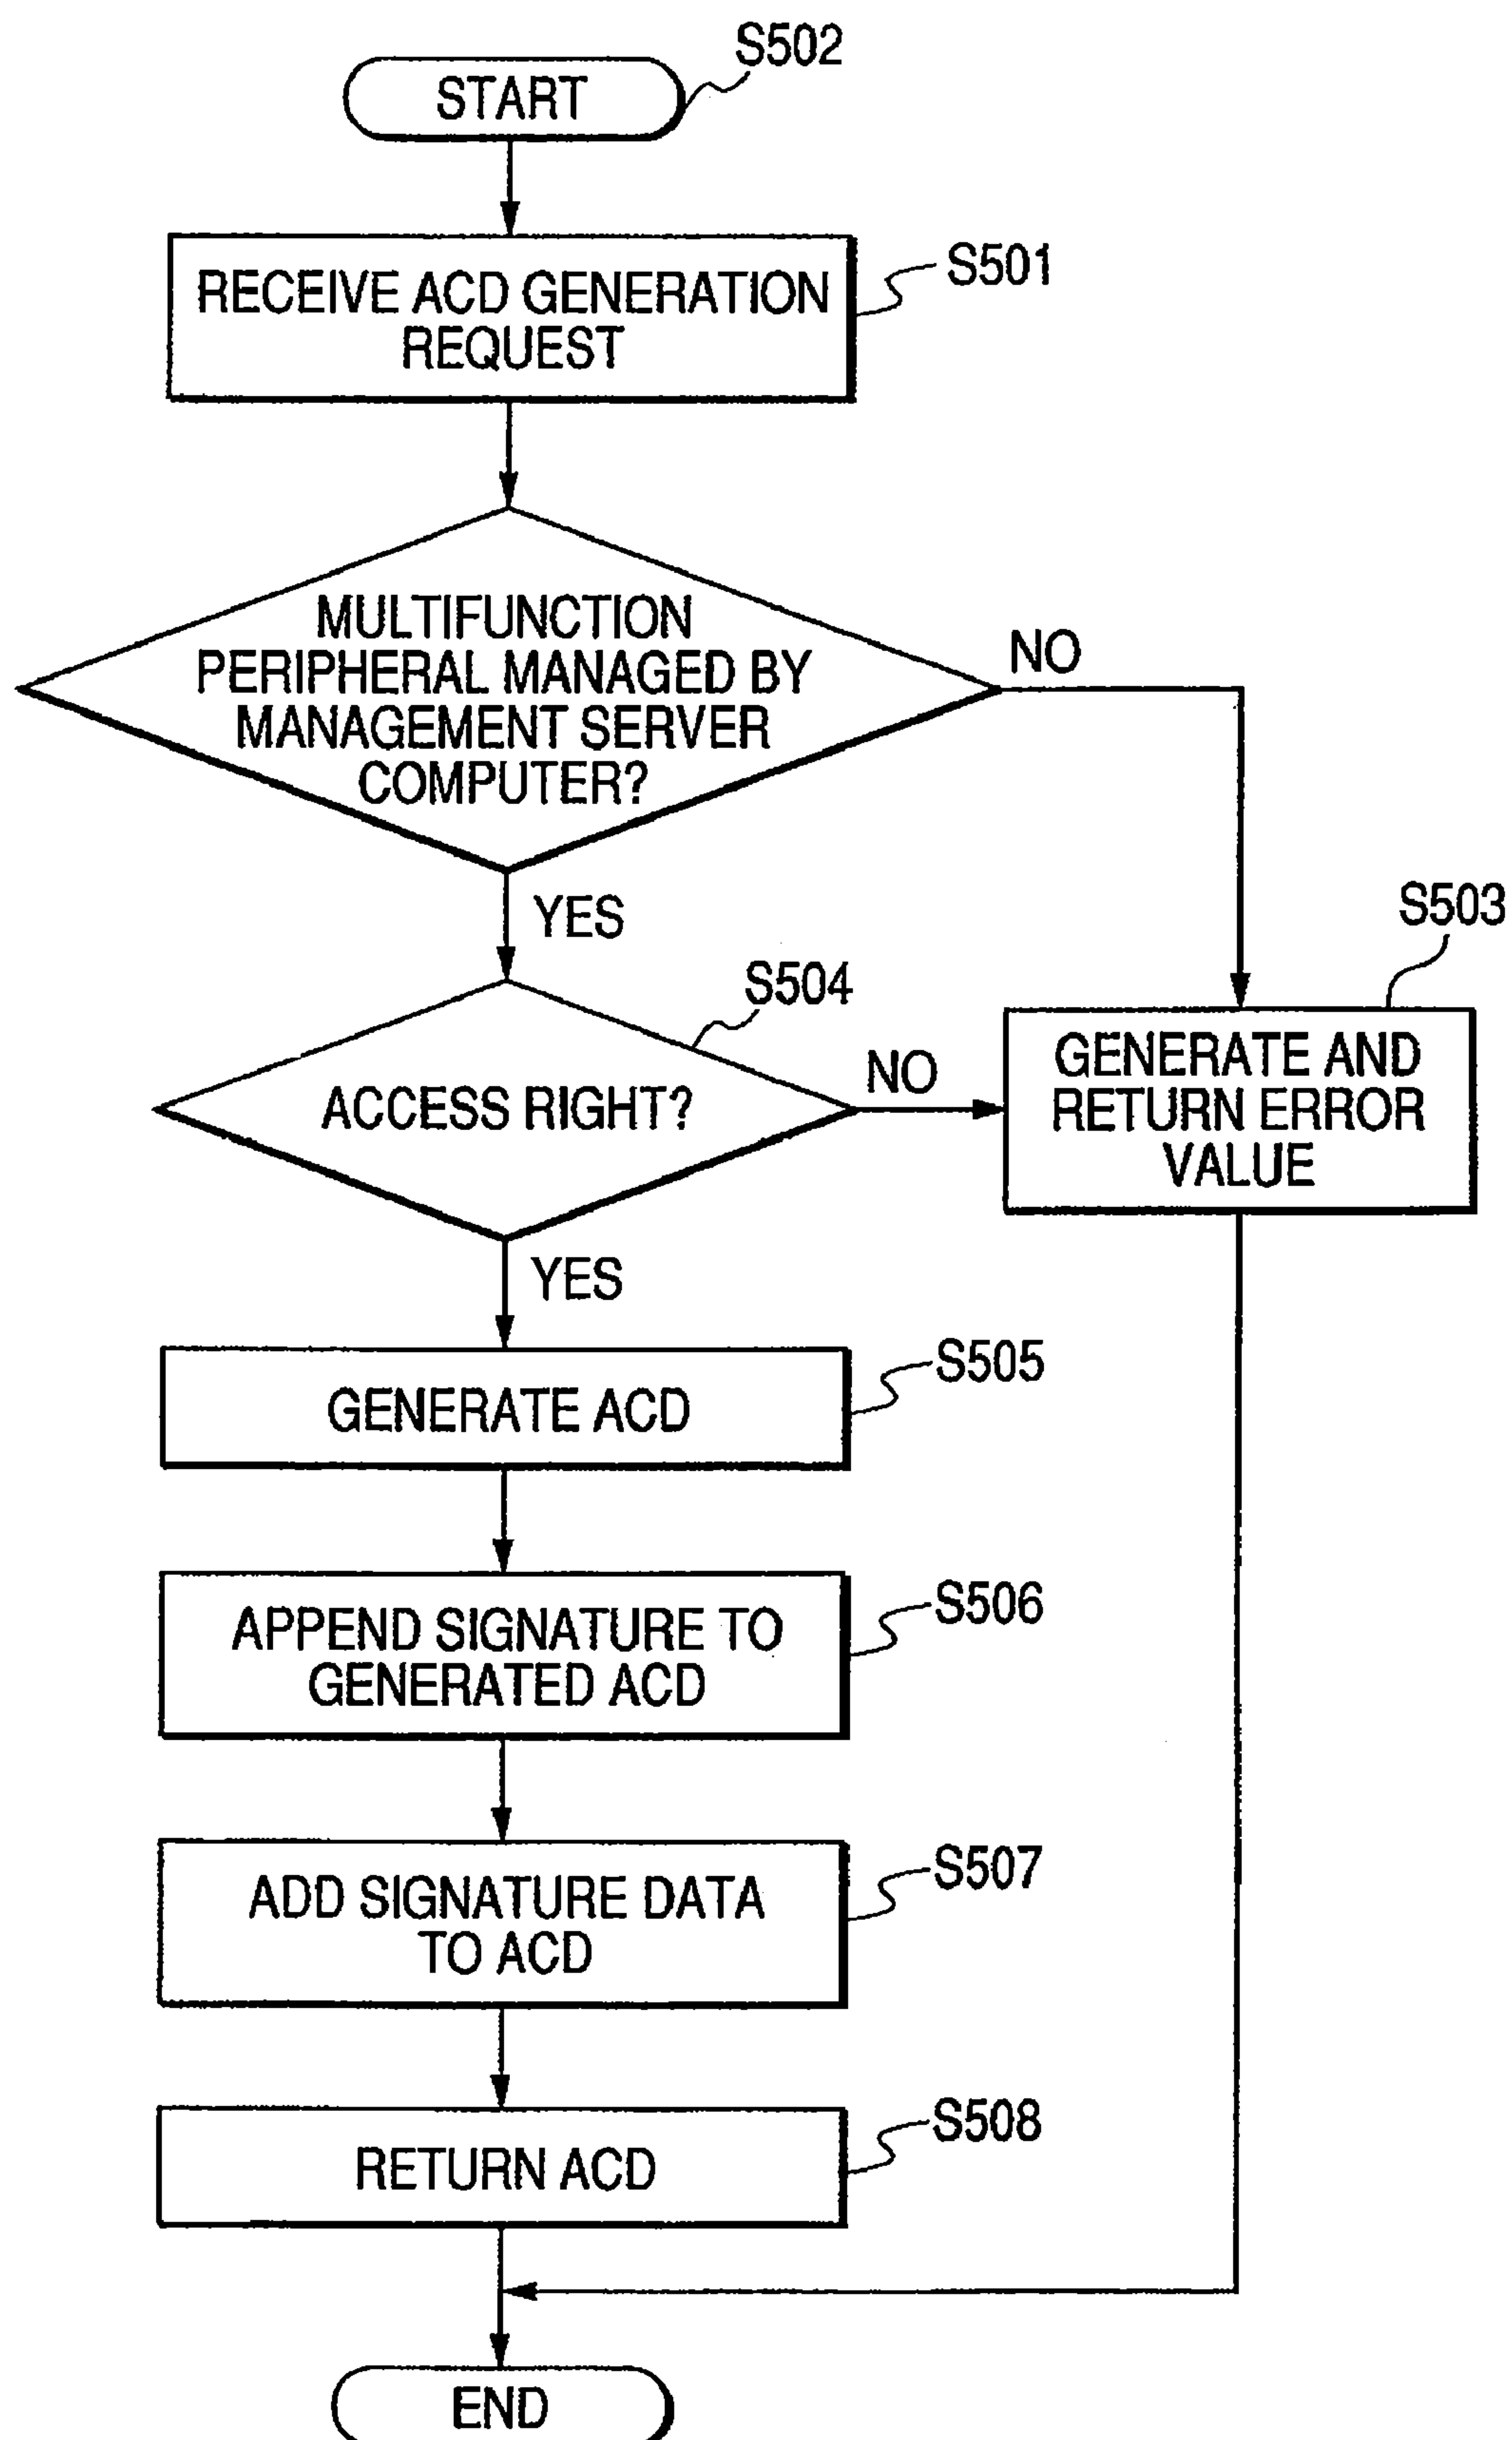 S502
START
S501
RECEIVE ACD GENERATION
REQUEST
MULTIFUNCTION
PERIPHERAL MANAGED BY
MANAGEMENT SERVER
COMPUTER?
NO
YES
S503
GENERATE AND
RETURN ERROR
VALUE
S504
ACCESS RIGHT?
NO
YES
S505
GENERATE ACD
S506
APPEND SIGNATURE TO
GENERATED ACD
S507
ADD SIGNATURE DATA
TO ACD
S508
RETURN ACD
END